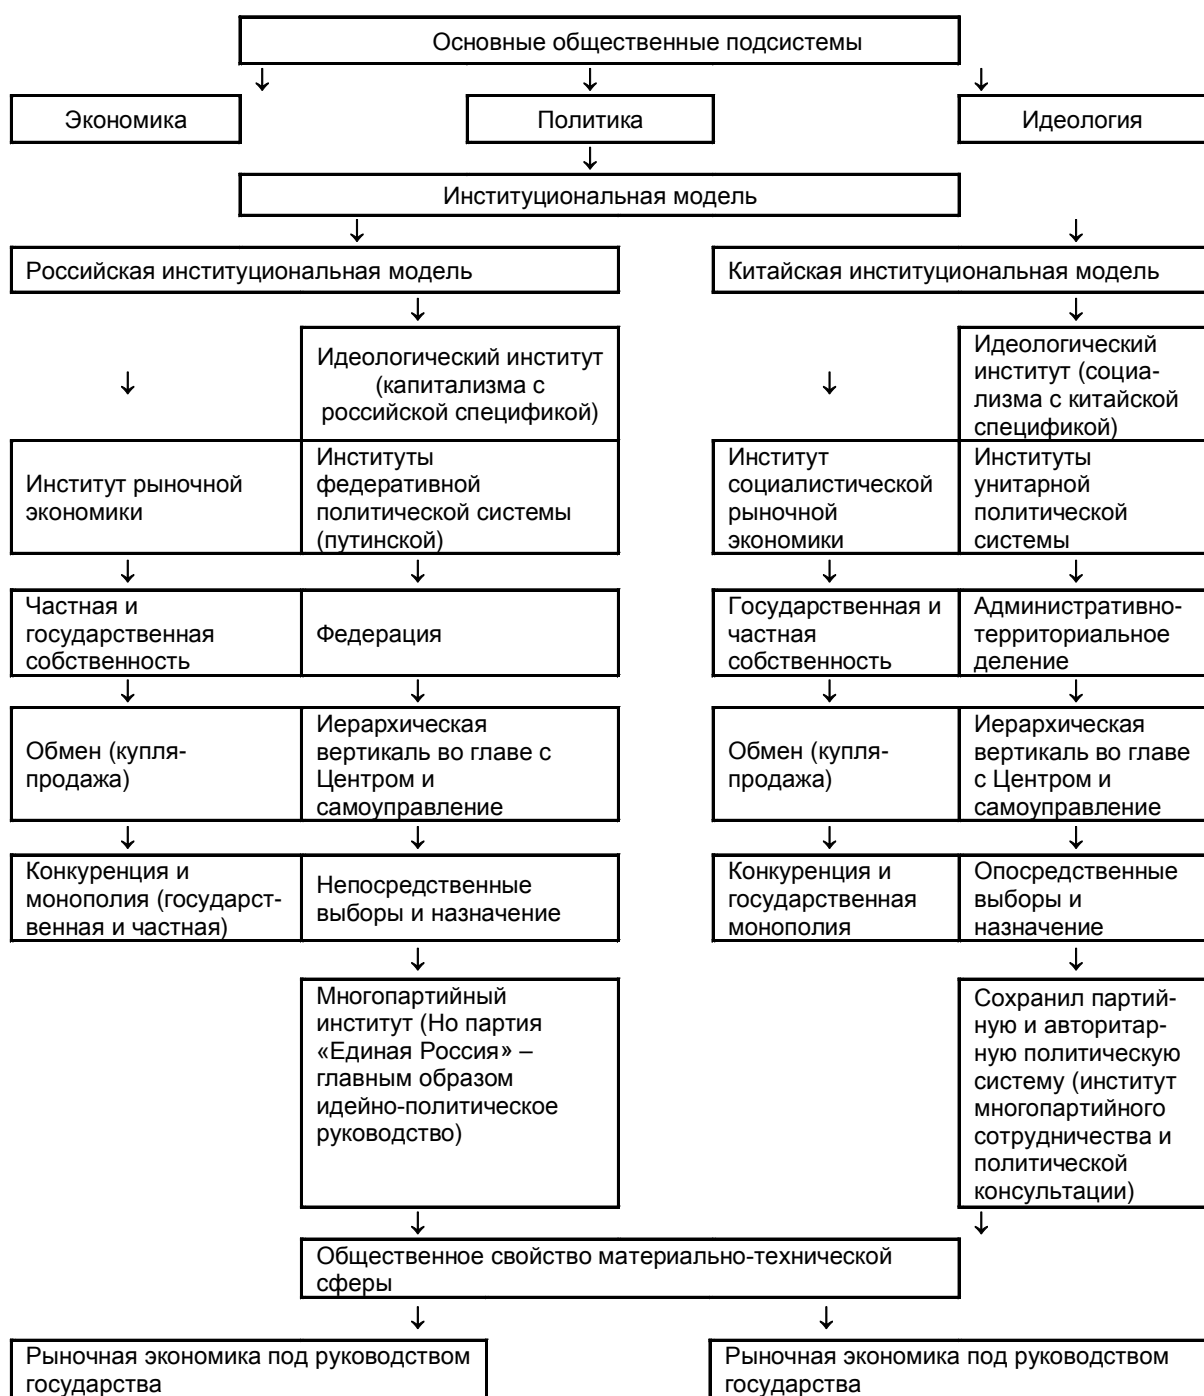 Основные общественные подсистемы
Экономика
Политика
Идеология
Институциональная модель
Российская институциональная модель
Китайская институциональная модель
Идеологический институт
(капитализма с
российской спецификой)
Идеологический
институт (социа-
лизма с китайской
спецификой)
Институт рыночной
экономики
Институты
федеративной
политической системы
(путинской)
Институт
социалистической
рыночной
экономики
Институты
унитарной
политической
системы
Частная и
государственная
собственность
Федерация
Государственная и
частная
собственность
Административно-
территориальное
деление
Обмен (купля-
продажа)
Иерархическая
вертикаль во главе с
Центром и
самоуправление
Обмен (купля-
продажа)
Иерархическая
вертикаль во главе
с Центром и
самоуправление
Конкуренция и
монополия (государст-
венная и частная)
Непосредственные
выборы и назначение
Конкуренция и
государственная
монополия
Опосредственные
выборы и
назначение
Многопартийный
институт (Но партия
«Единая Россия» –
главным образом
идейно-политическое
руководство)
Сохранил партий-
ную и авторитар-
ную политическую
систему (институт
многопартийного
сотрудничества и
политической
консультации)
Общественное свойство материально-технической
сферы
Рыночная экономика под руководством
государства
Рыночная экономика под руководством
государства